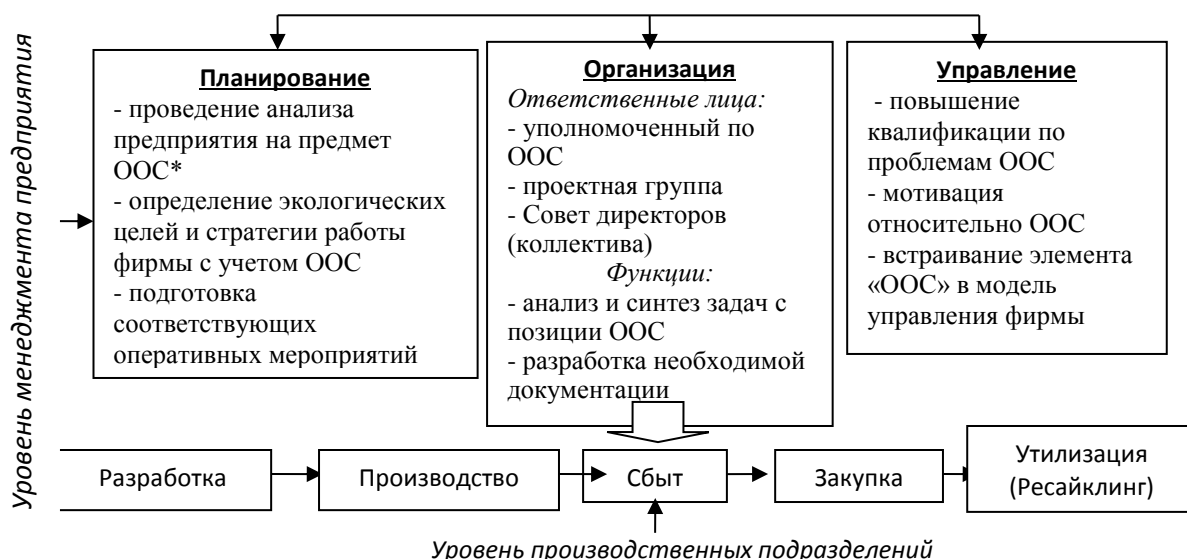 Уровень менеджмента предприятия
Планирование
- проведение анализа
предприятия на предмет
ООС*
- определение экологических
целей и стратегии работы
фирмы с учетом ООС
- подготовка
соответствующих
оперативных мероприятий
Организация
Ответственные лица:
- уполномоченный по
ООС
- проектная группа
- Совет директоров
(коллектива)
Функции:
- анализ и синтез задач с
позиции ООС
- разработка необходимой
документации
Управление
- повышение
квалификации по
проблемам ООС
- мотивация
относительно ООС
- встраивание элемента
«ООС» в модель
управления фирмы
Разработка
Производство
Сбыт
Закупка
Утилизация
(Ресайклинг)
Уровень производственных подразделений